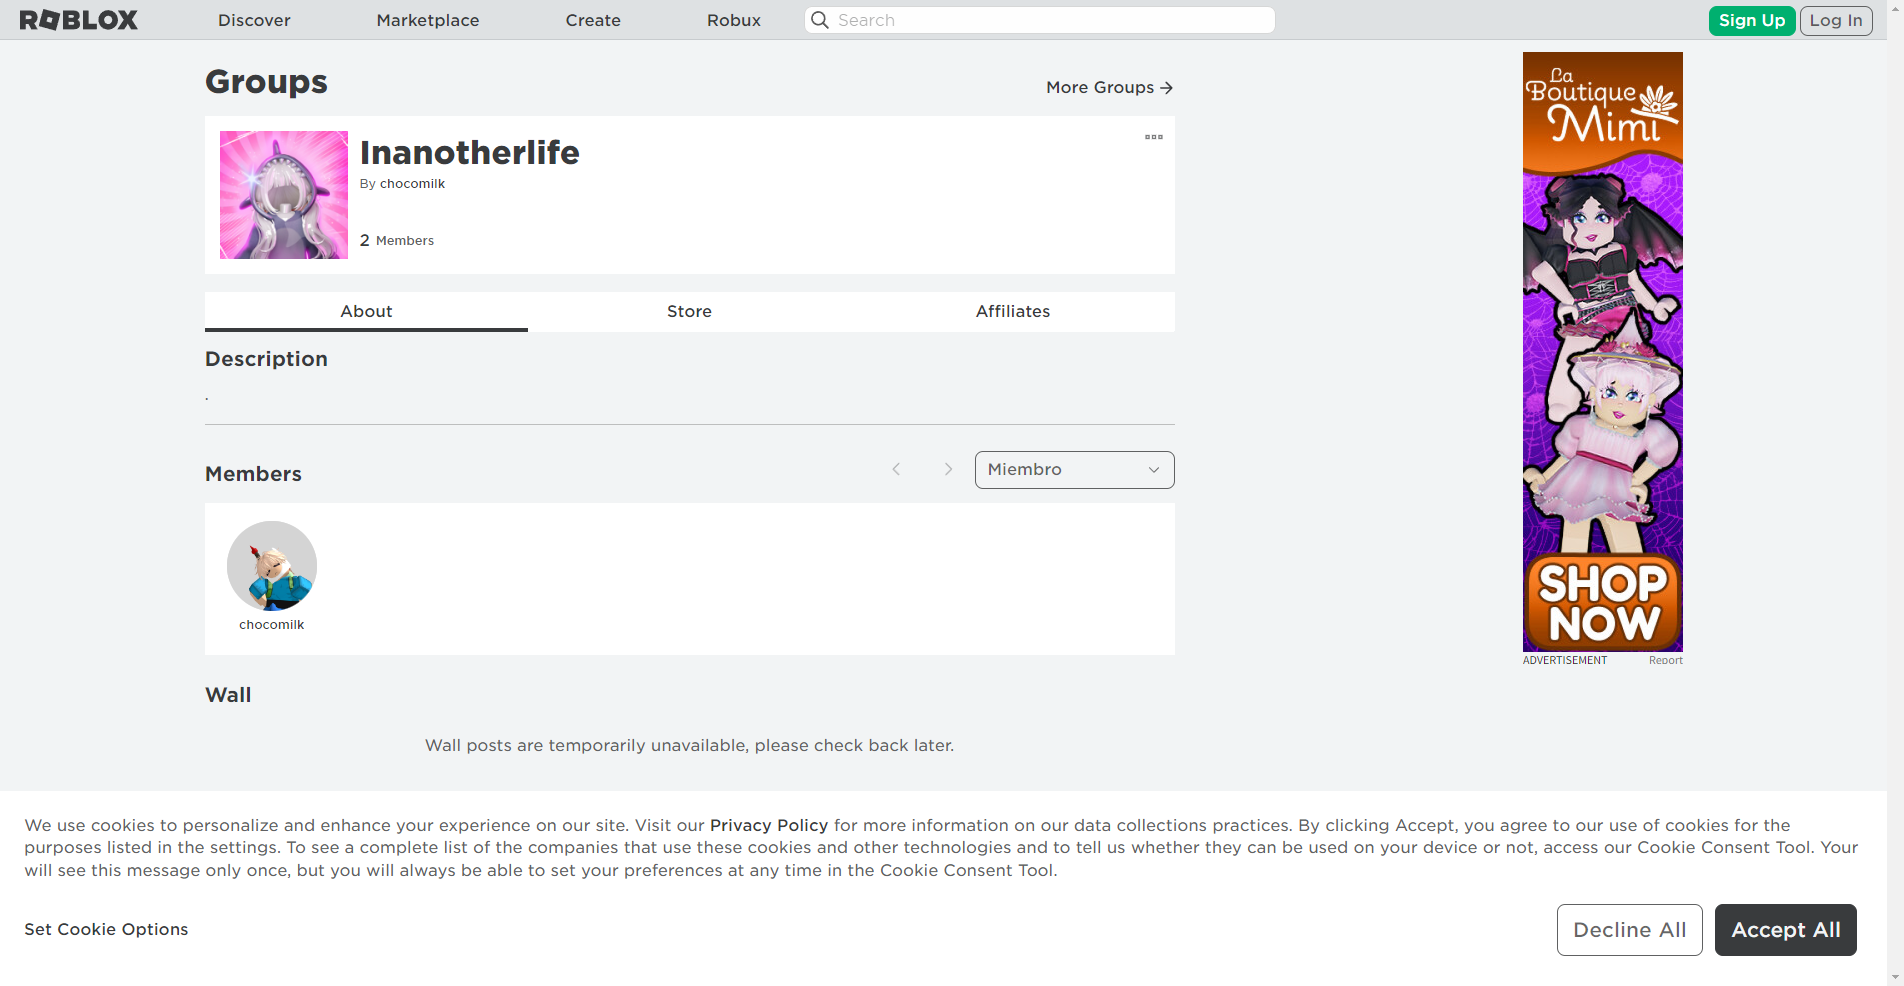 ROBLOX
Discover
Marketplace
Create
Robux
Search
Sign Up
Log In
Groups
More Groups
Inanotherlife
By chocomilk
2 Members
About
Store
Affiliates
Description
.
Members
Miembro
chocomilk
Wall
Wall posts are temporarily unavailable, please check back later.
La
Boutique
Mimi
SHOP
NOW
ADVERTISEMENT
Report
We use cookies to personalize and enhance your experience on our site. Visit our Privacy Policy for more information on our data collections practices. By clicking Accept, you agree to our use of cookies for the
purposes listed in the settings. To see a complete list of the companies that use these cookies and other technologies and to tell us whether they can be used on your device or not, access our Cookie Consent Tool. Your
will see this message only once, but you will always be able to set your preferences at any time in the Cookie Consent Tool.
Set Cookie Options
Decline All
Accept All